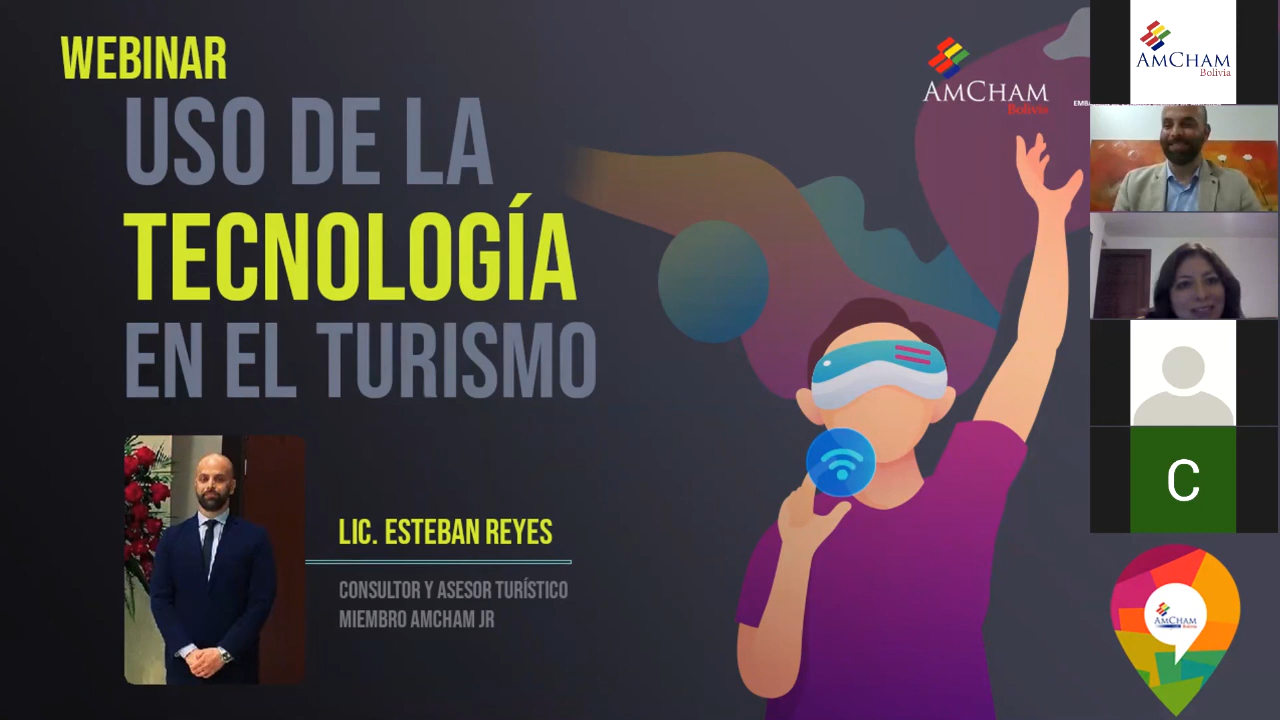 WEBINAR
USO DE LA
TECNOLOGÍA
EN EL TURISMO
LIC. ESTEBAN REYES
CONSULTOR Y ASESOR TURÍSTICO
MIEMBRO AMCHAM JR
AMCHAM
Bolivia
AMCHAM
Bolivia
C
AMCHAM
Bolivia